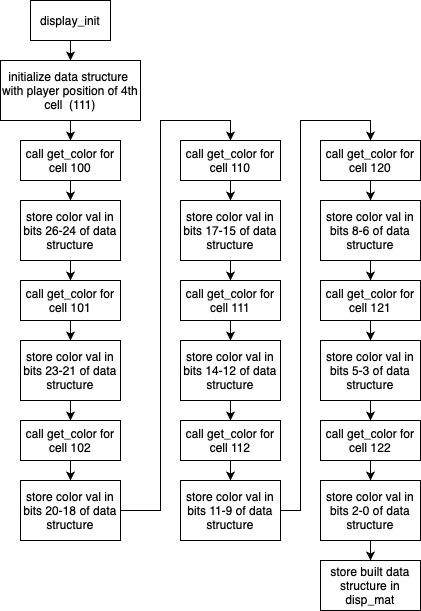 display_init
initialize data structure
with player position of 4th
cell (111)
call get_color for
cell 100
store color val in
bits 26-24 of data
structure
call get_color for
cell 101
store color val in
bits 23-21 of data
structure
call get_color for
cell 102
store color val in
bits 20-18 of data
structure
call get_color for
cell 110
store color val in
bits 17-15 of data
structure
call get_color for
cell 111
store color val in
bits 14-12 of data
structure
call get_color for
cell 112
store color val in
bits 11-9 of data
structure
call get_color for
cell 120
store color val in
bits 8-6 of data
structure
call get_color for
cell 121
store color val in
bits 5-3 of data
structure
call get_color for
cell 122
store color val in
bits 2-0 of data
structure
store built data
structure in
disp_mat